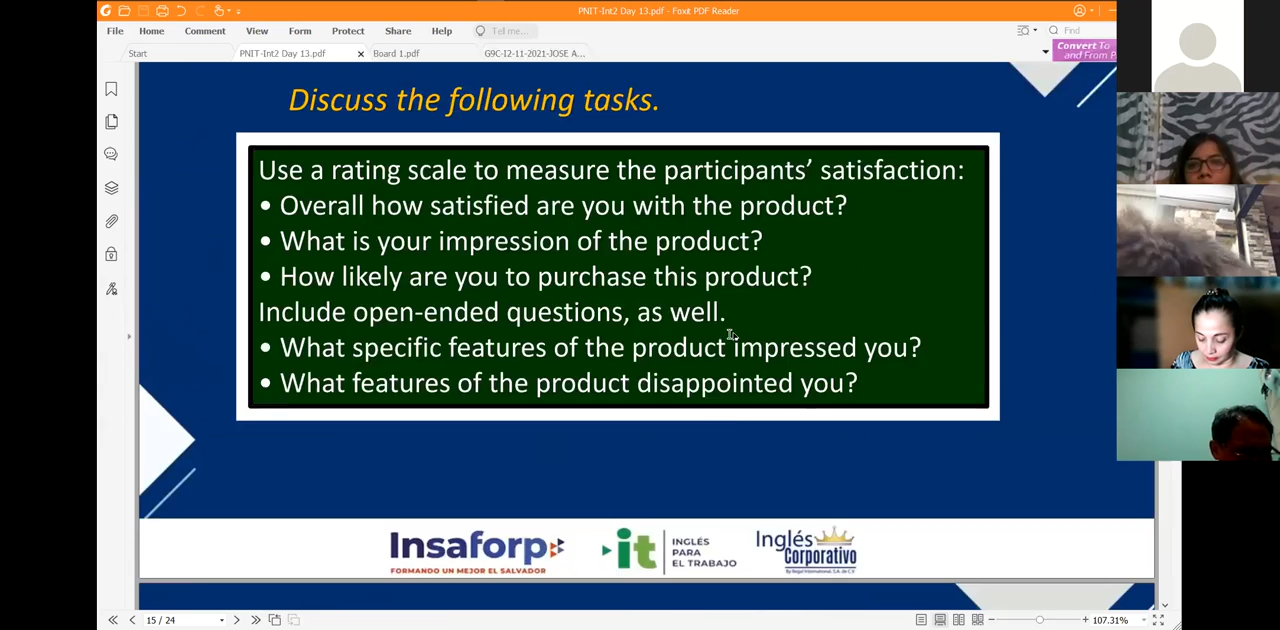 PNIT-Int2 Day 13.pdf - Foxit PDF Reader
File Home Comment View Form Protect Share Help Tell me... Find
Start PNIT-Int2 Day 13.pdf Board 1.pdf G9C-I2-11-2021-JOSE A...
Convert To
and From P
Discuss the following tasks.
Use a rating scale to measure the participants’ satisfaction:
• Overall how satisfied are you with the product?
• What is your impression of the product?
• How likely are you to purchase this product?
Include open-ended questions, as well.
• What specific features of the product impressed you?
• What features of the product disappointed you?
Insaforp
FORMANDO UN MEJOR EL SALVADOR
it
INGLÉS
PARA
EL TRABAJO
Inglés
Corporativo
15 / 24
107.31%